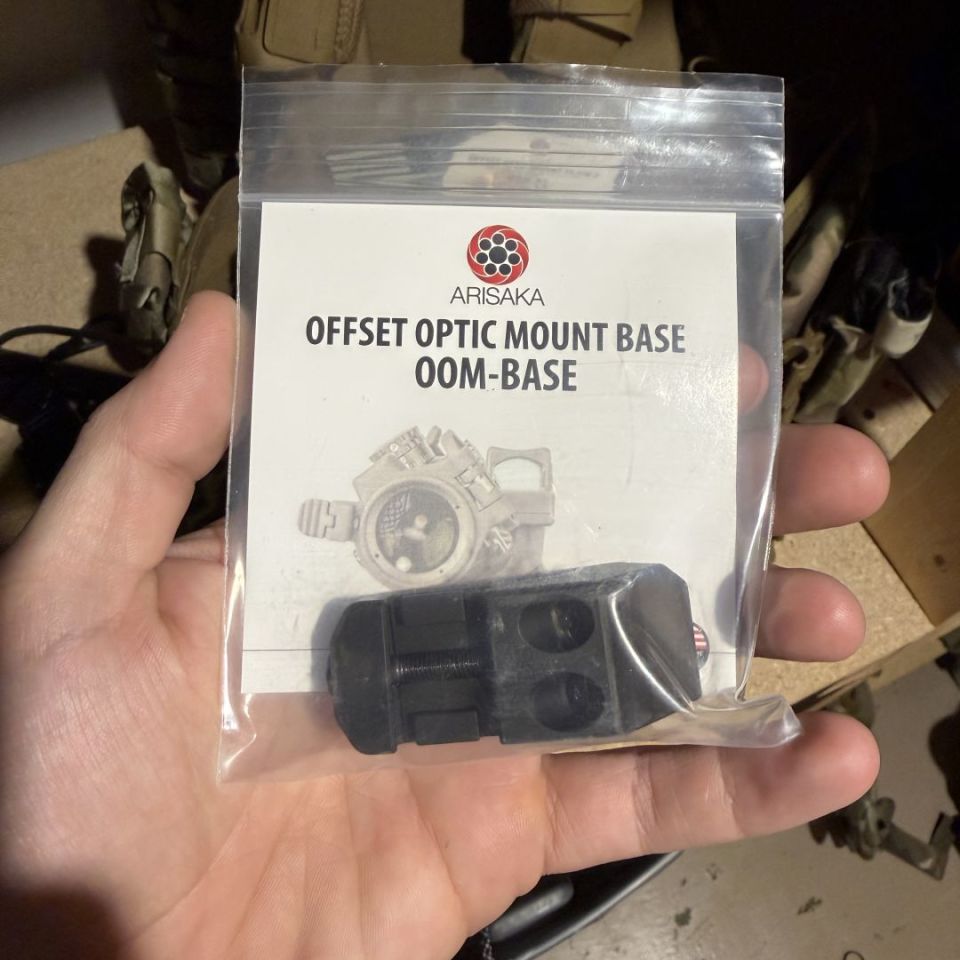 ARISAKA
OFFSET OPTIC MOUNT BASE
OOM-BASE